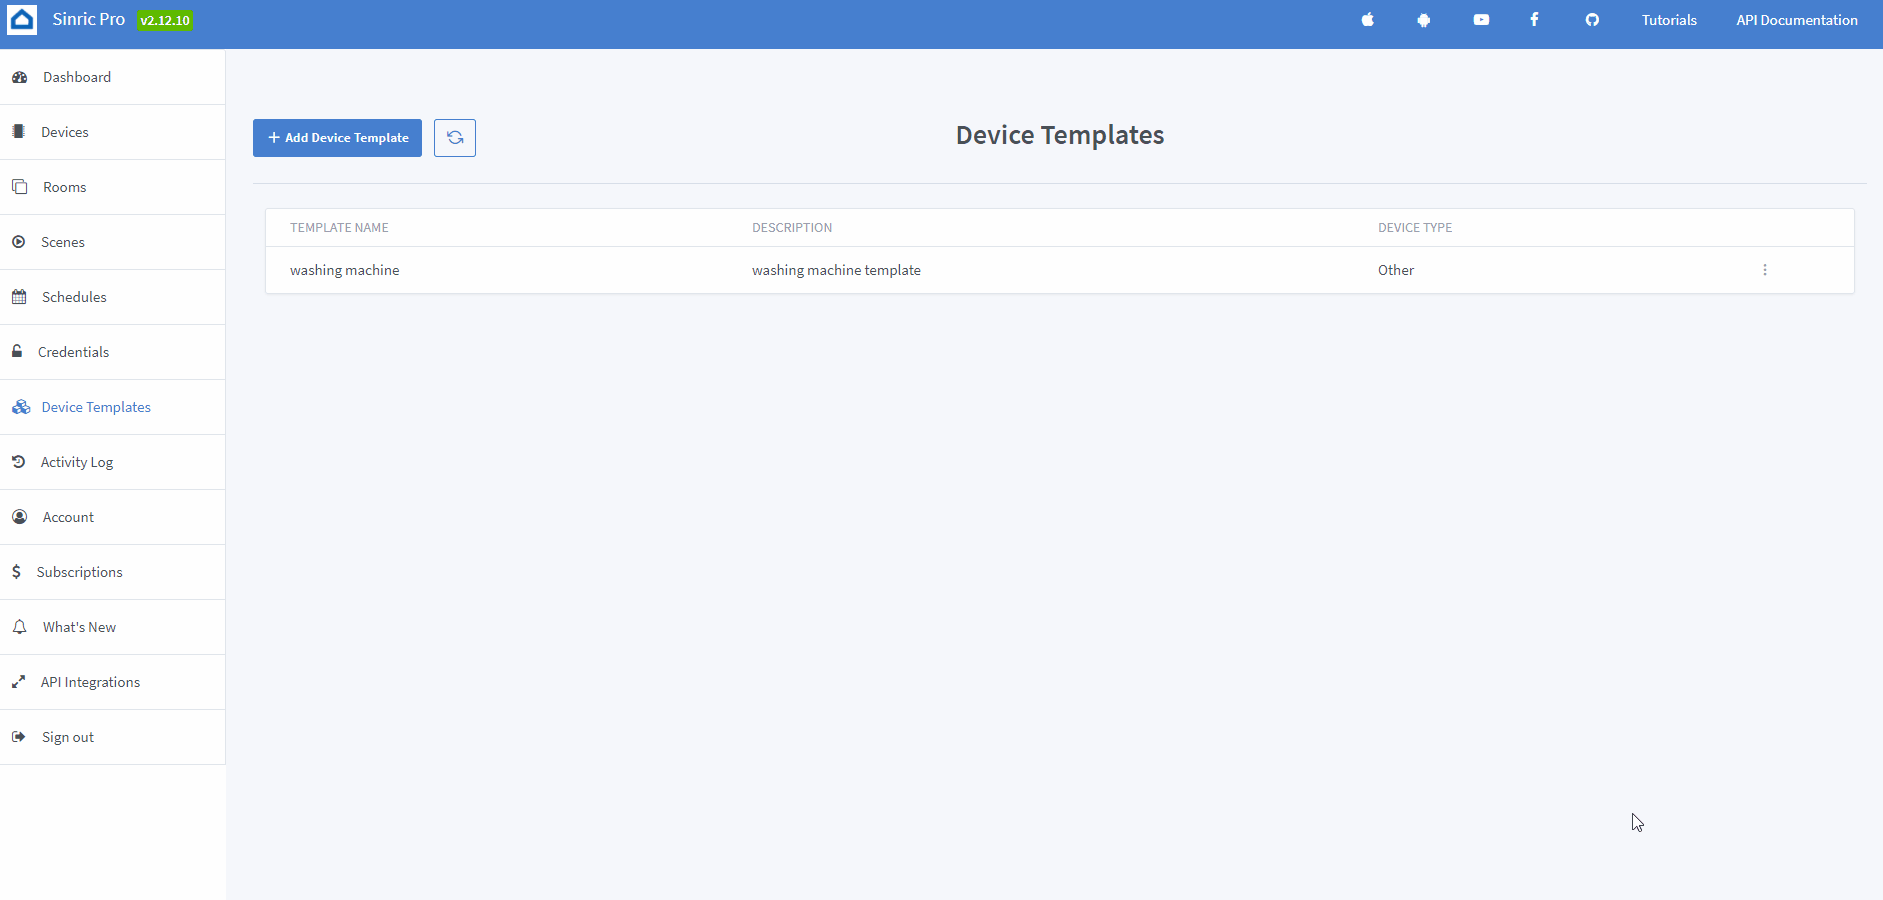 Sinric Pro v2.12.10
Tutorials
API Documentation
Dashboard
Devices
Rooms
Scenes
Schedules
Credentials
Device Templates
Activity Log
Account
Subscriptions
What's New
API Integrations
Sign out
Add Device Template
Device Templates
TEMPLATE NAME DESCRIPTION DEVICE TYPE
washing machine washing machine template Other